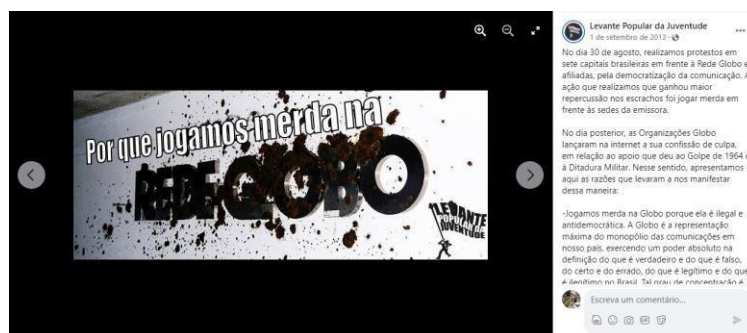 Por que jogamos merda na
REDE GLOBO
LEVANTE
POPULAR DA
JUVENTUDE
Levante Popular da Juventude
1 de setembro de 2013 ·
No dia 30 de agosto, realizamos protestos em
sete capitais brasileiras em frente à Rede Globo e
afiliadas, pela democratização da comunicação. A
ação que realizamos que ganhou maior
repercussão nos escrachos foi jogar merda em
frente às sedes da emissora.
No dia posterior, as Organizações Globo
lançaram na internet a sua confissão de culpa,
em relação ao apoio que deu ao Golpe de 1964 e
à Ditadura Militar. Nesse sentido, apresentamos
aqui as razões que levaram a nos manifestar
dessa maneira:
-Jogamos merda na Globo porque ela é ilegal e
antidemocrática. A Globo é a representação
máxima do monopólio das comunicações em
nosso país, exercendo um poder absoluto na
definição do que é verdadeiro e do que é falso,
do certo e do errado, do que é legítimo e do que
é ilegítimo no Brasil. Tal grau de concentração é
Escreva um comentário...
GIF